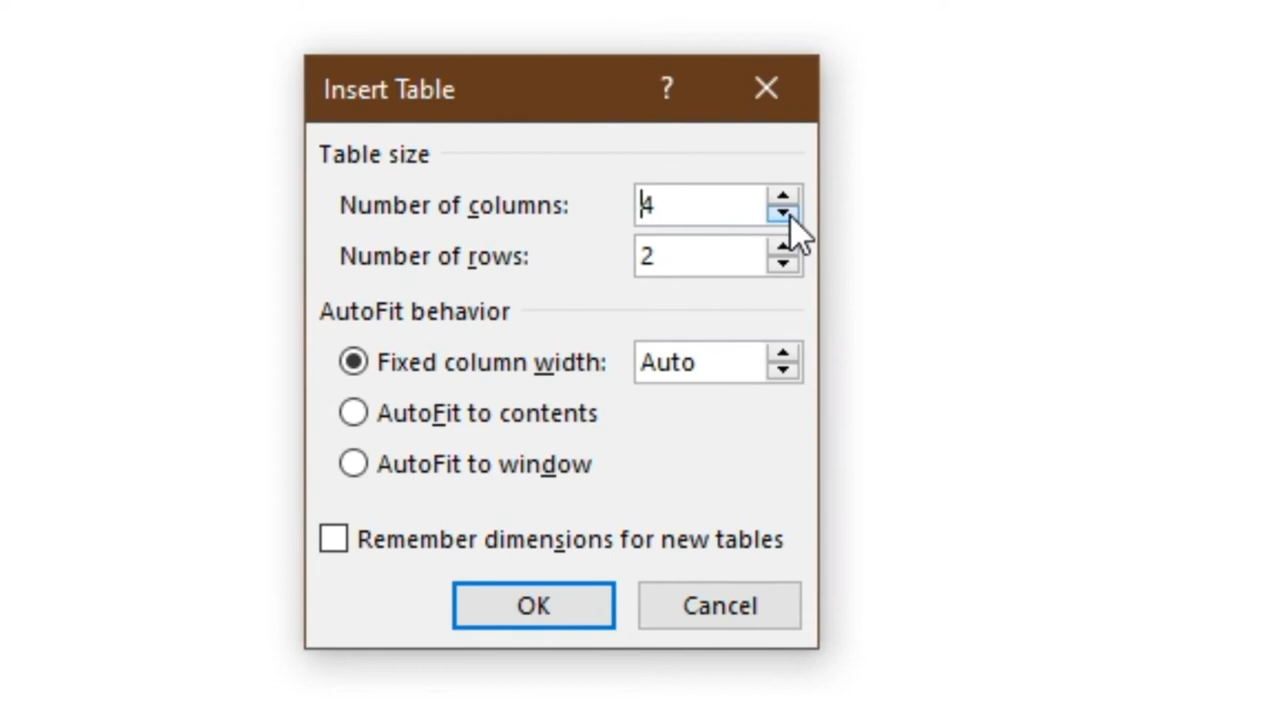 Insert Table ?
Table size
Number of columns: 4
Number of rows: 2
AutoFit behavior
Fixed column width: Auto
AutoFit to contents
AutoFit to window
Remember dimensions for new tables
OK Cancel